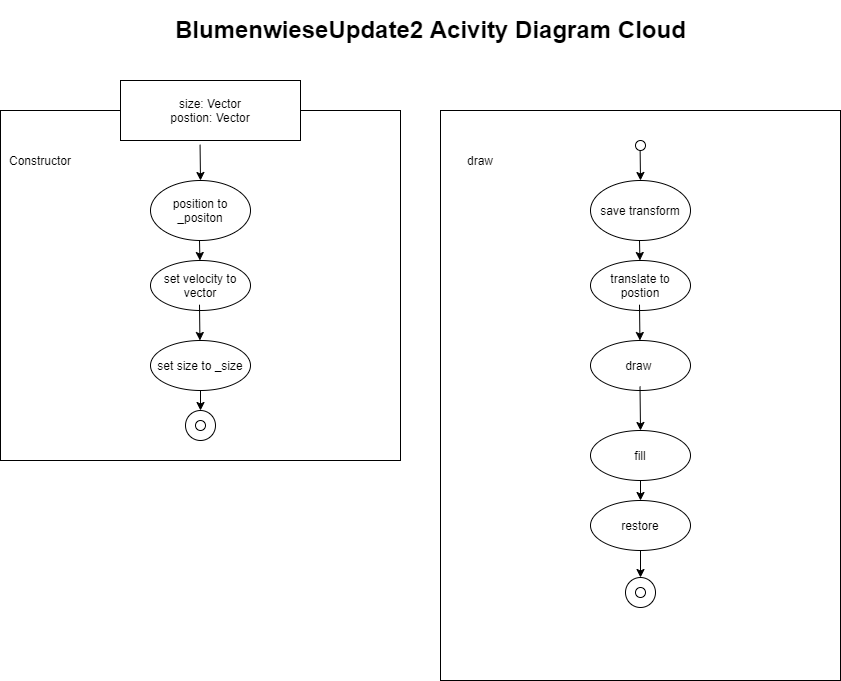 BlumenwieseUpdate2 Acivity Diagram Cloud
size: Vector
postion: Vector
Constructor
position to
_positon
set velocity to
vector
set size to _size
draw
save transform
translate to
postion
draw
fill
restore